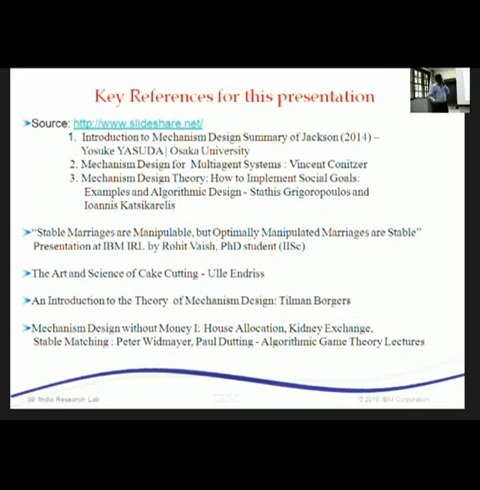 Key References for this presentation
➤Source: http://www.slideshare.net/
1. Introduction to Mechanism Design Summary of Jackson (2014) –
Yosuke YASUDA | Osaka University
2. Mechanism Design for Multiagent Systems : Vincent Conitzer
3. Mechanism Design Theory: How to Implement Social Goals:
Examples and Algorithmic Design - Stathis Grigoropoulos and
Ioannis Katsikarelis
➤"Stable Marriages are Manipulable, but Optimally Manipulated Marriages are Stable"
Presentation at IBM IRL by Rohit Vaish, PhD student (IISc)
➤The Art and Science of Cake Cutting - Ulle Endriss
➤An Introduction to the Theory of Mechanism Design: Tilman Borgers
➤Mechanism Design without Money I: House Allocation, Kidney Exchange,
Stable Matching : Peter Widmayer, Paul Dutting - Algorithmic Game Theory Lectures
India Research Lab
IBM Corporation